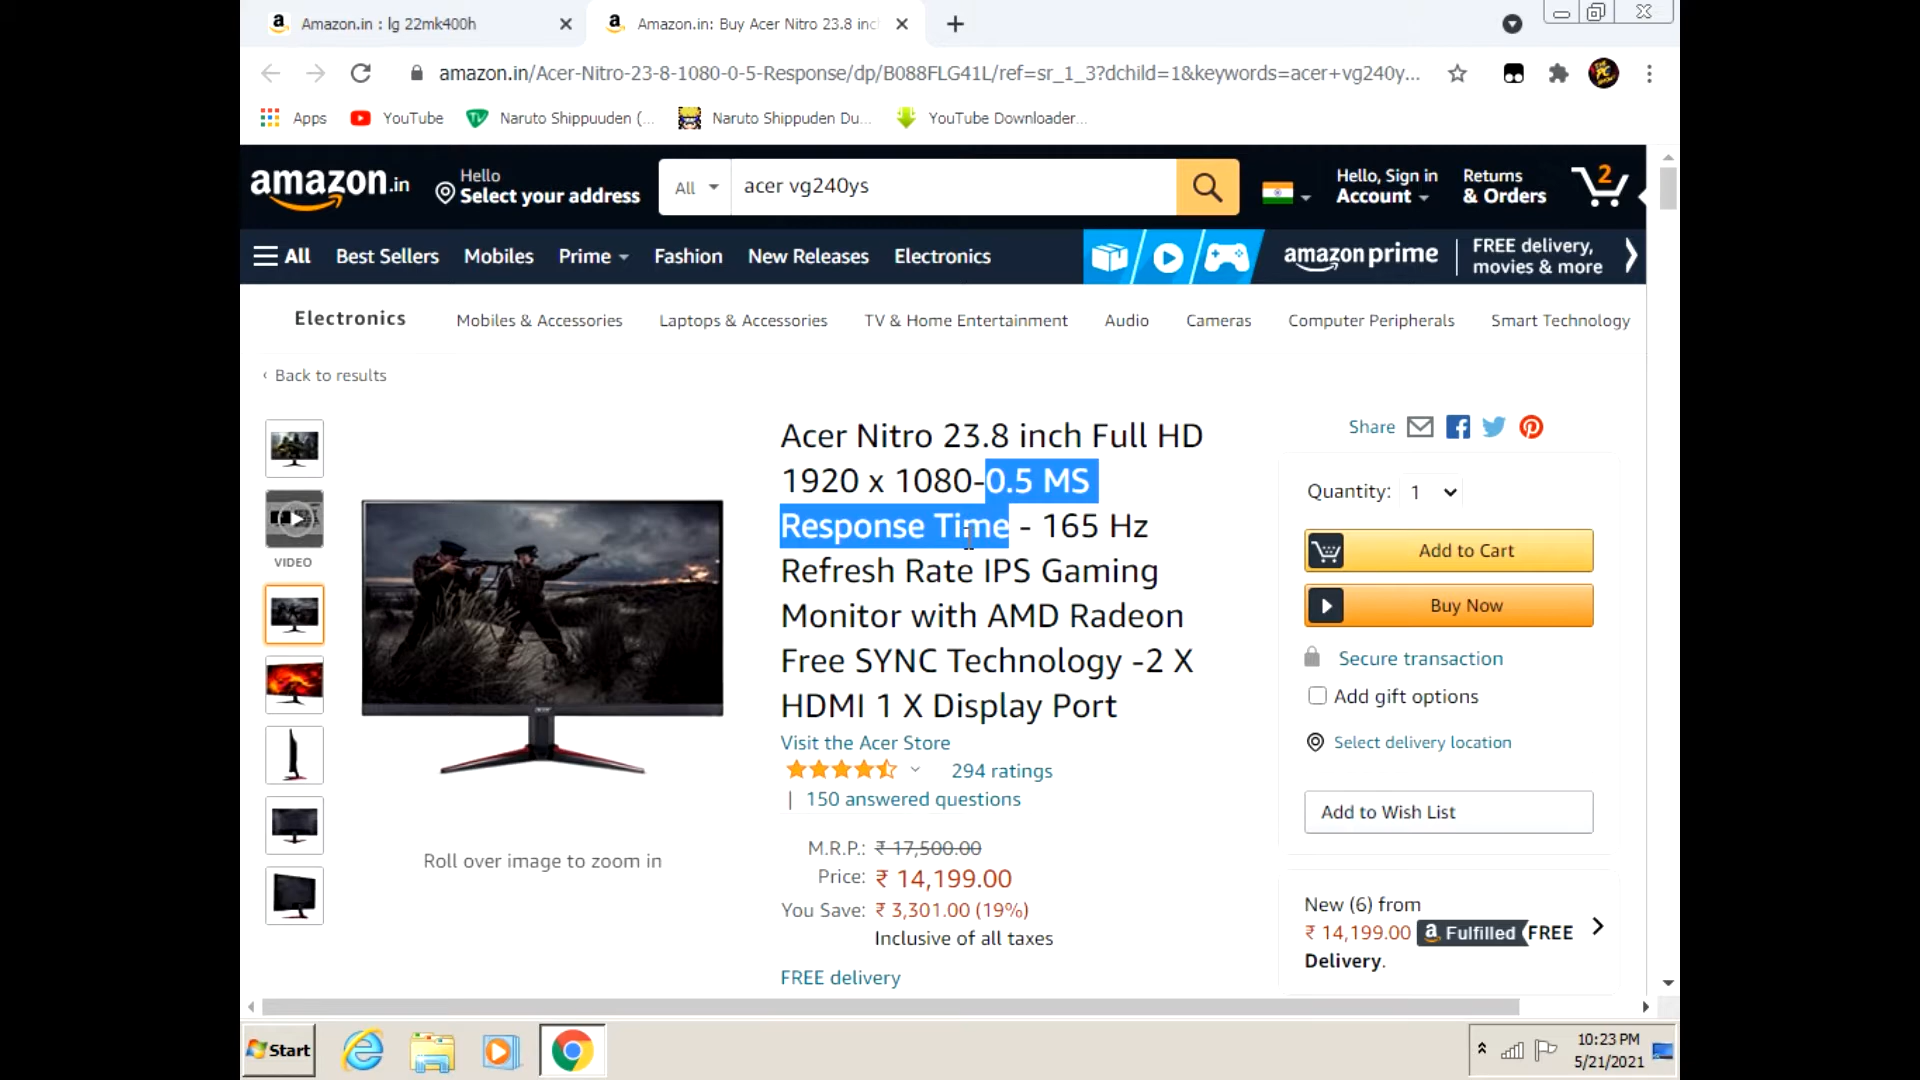 Amazon.in : lg 22mk400h
Amazon.in: Buy Acer Nitro 23.8 incl
amazon.in/Acer-Nitro-23-8-1080-0-5-Response/dp/B088FLG41L/ref=sr_1_3?dchild=1&keywords=acer+vg240y...
Apps YouTube Naruto Shippuuden (... Naruto Shippuden Du... YouTube Downloader...
amazon.in
Hello
Select your address
All
acer vg240ys
Hello, Sign in
Account
Returns
& Orders
2
All Best Sellers Mobiles Prime Fashion New Releases Electronics
amazon prime
FREE delivery,
movies & more
Electronics Mobiles & Accessories Laptops & Accessories TV & Home Entertainment Audio Cameras Computer Peripherals Smart Technology
‹ Back to results
VIDEO
Roll over image to zoom in
Acer Nitro 23.8 inch Full HD
1920 x 1080-0.5 MS
Response Time - 165 Hz
Refresh Rate IPS Gaming
Monitor with AMD Radeon
Free SYNC Technology -2 X
HDMI 1 X Display Port
Visit the Acer Store
294 ratings
| 150 answered questions
M.R.P.: ₹ 17,500.00
Price: ₹ 14,199.00
You Save: ₹ 3,301.00 (19%)
Inclusive of all taxes
FREE delivery
Share
Quantity: 1
Add to Cart
Buy Now
Secure transaction
Add gift options
Select delivery location
Add to Wish List
New (6) from
₹ 14,199.00 a Fulfilled FREE
Delivery.
Start
10:23 PM
5/21/2021